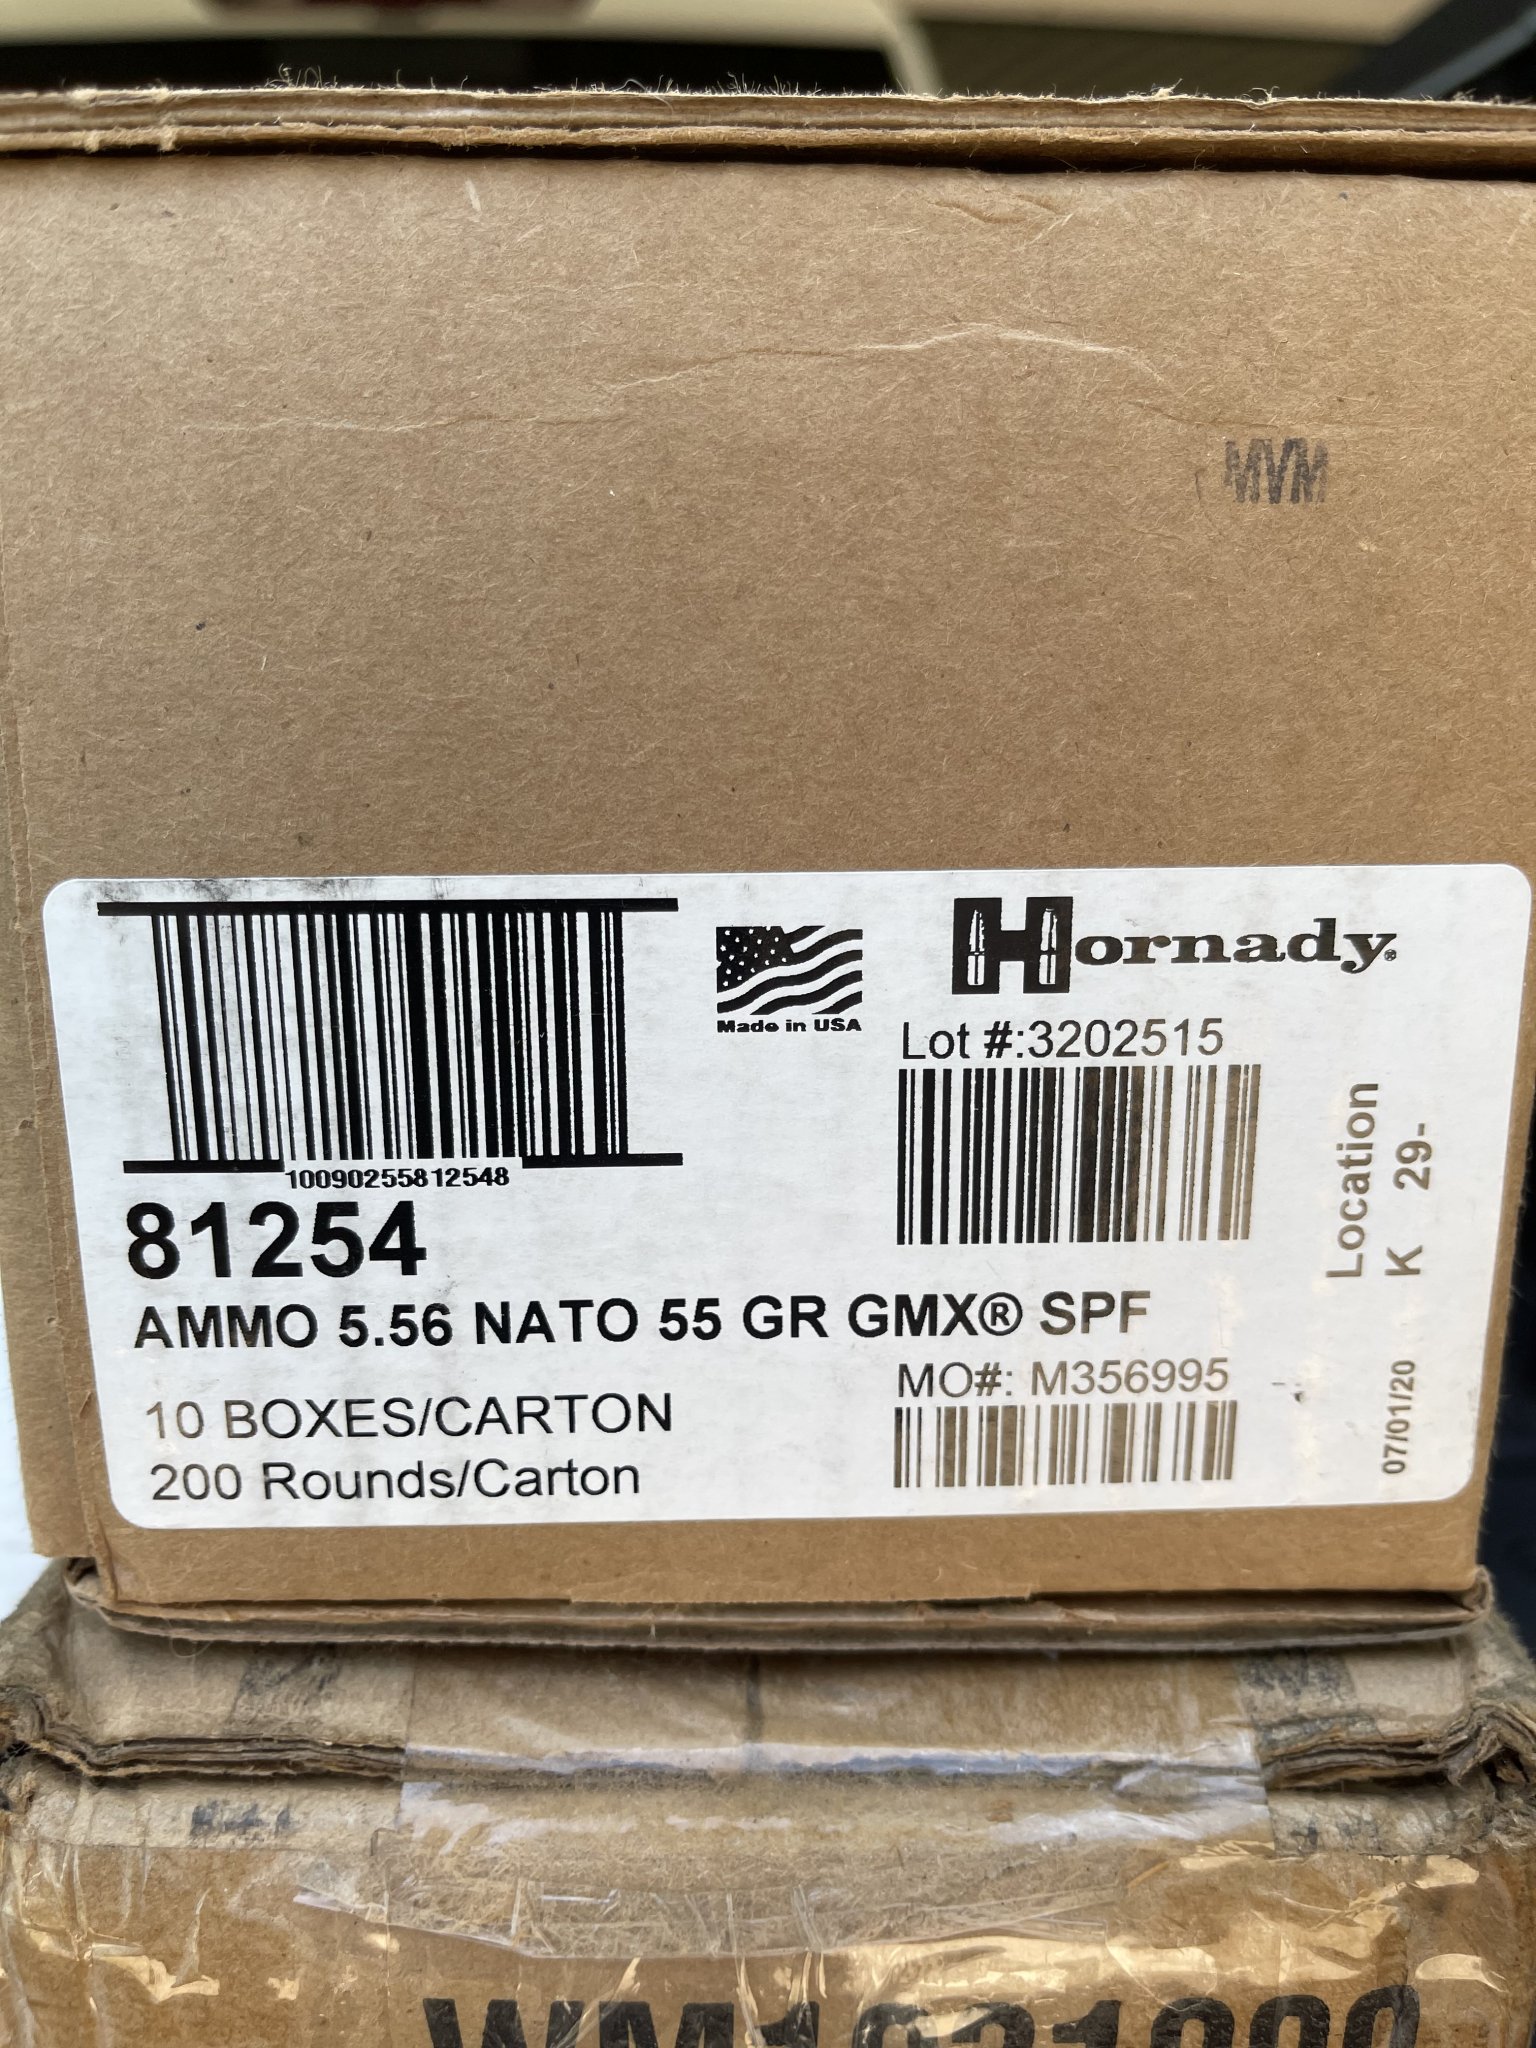 MVM
Hornady®
Made in USA
Lot #:3202515
10090255812548
81254
AMMO 5.56 NATO 55 GR GMX® SPF
MO#: M356995
10 BOXES/CARTON
200 Rounds/Carton
Location
K 29-
07/01/20